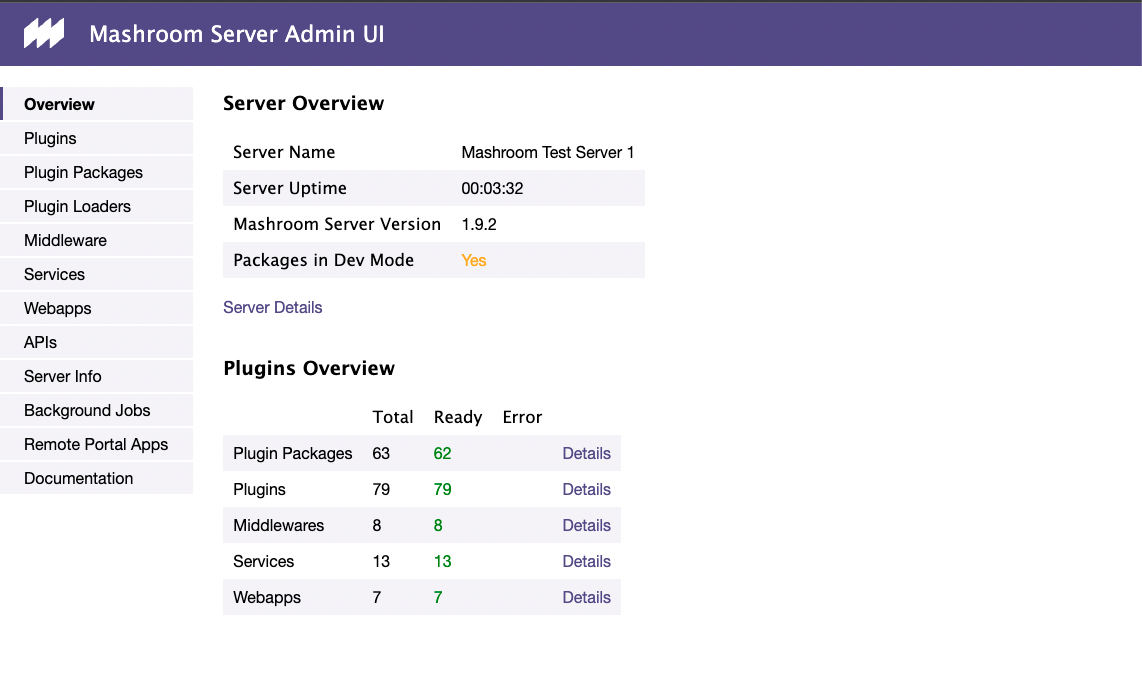 Mashroom Server Admin UI
Overview
Plugins
Plugin Packages
Plugin Loaders
Middleware
Services
Webapps
APIs
Server Info
Background Jobs
Remote Portal Apps
Documentation
Server Overview
Server Name Mashroom Test Server 1
Server Uptime 00:03:32
Mashroom Server Version 1.9.2
Packages in Dev Mode Yes
Server Details
Plugins Overview
Total Ready Error
Plugin Packages 63 62 Details
Plugins 79 79 Details
Middlewares 8 8 Details
Services 13 13 Details
Webapps 7 7 Details